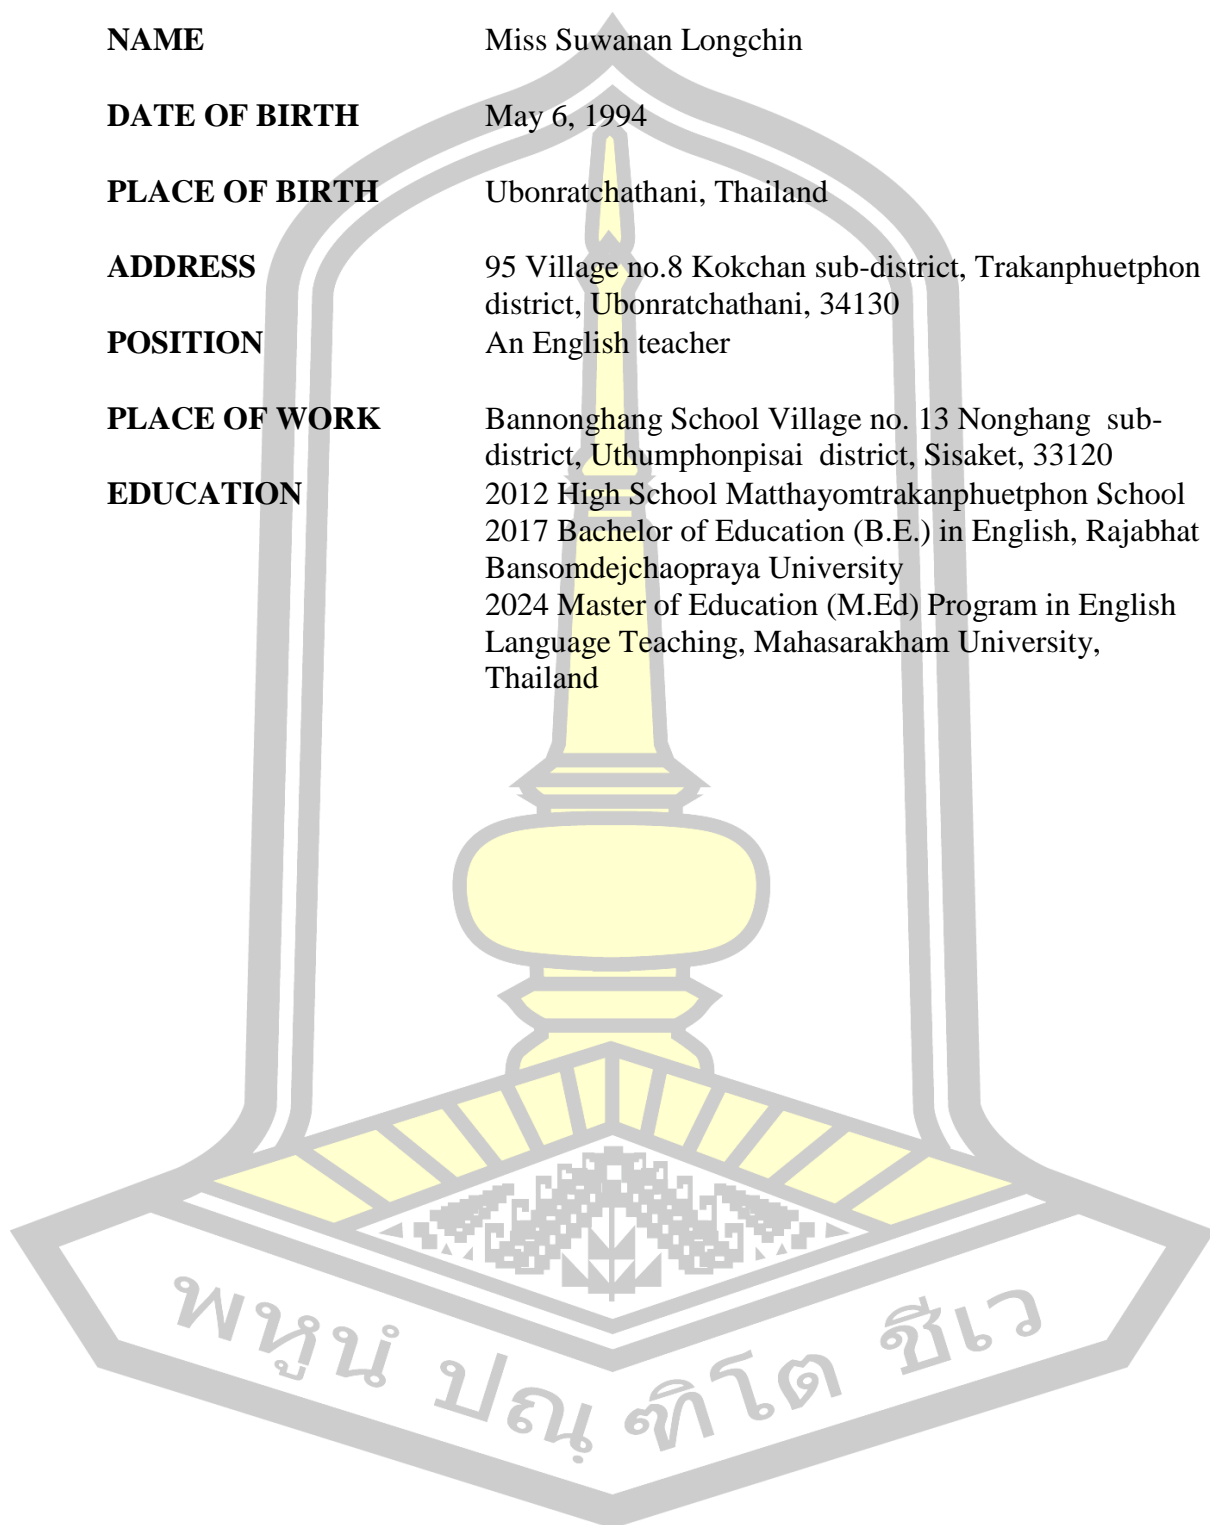 NAME Miss Suwanan Longchin
DATE OF BIRTH May 6, 1994
PLACE OF BIRTH Ubonratchathani, Thailand
ADDRESS 95 Village no.8 Kokchan sub-district, Trakanphuetphon
district, Ubonratchathani, 34130
POSITION An English teacher
PLACE OF WORK Bannonghang School Village no. 13 Nonghang sub-
district, Uthumphonpisai district, Sisaket, 33120
EDUCATION 2012 High School Matthayomtrakanphuetphon School
2017 Bachelor of Education (B.E.) in English, Rajabhat
Bansomdejchaopraya University
2024 Master of Education (M.Ed) Program in English
Language Teaching, Mahasarakham University,
Thailand
พหูนํ ปณฺฑิโต ชีเว